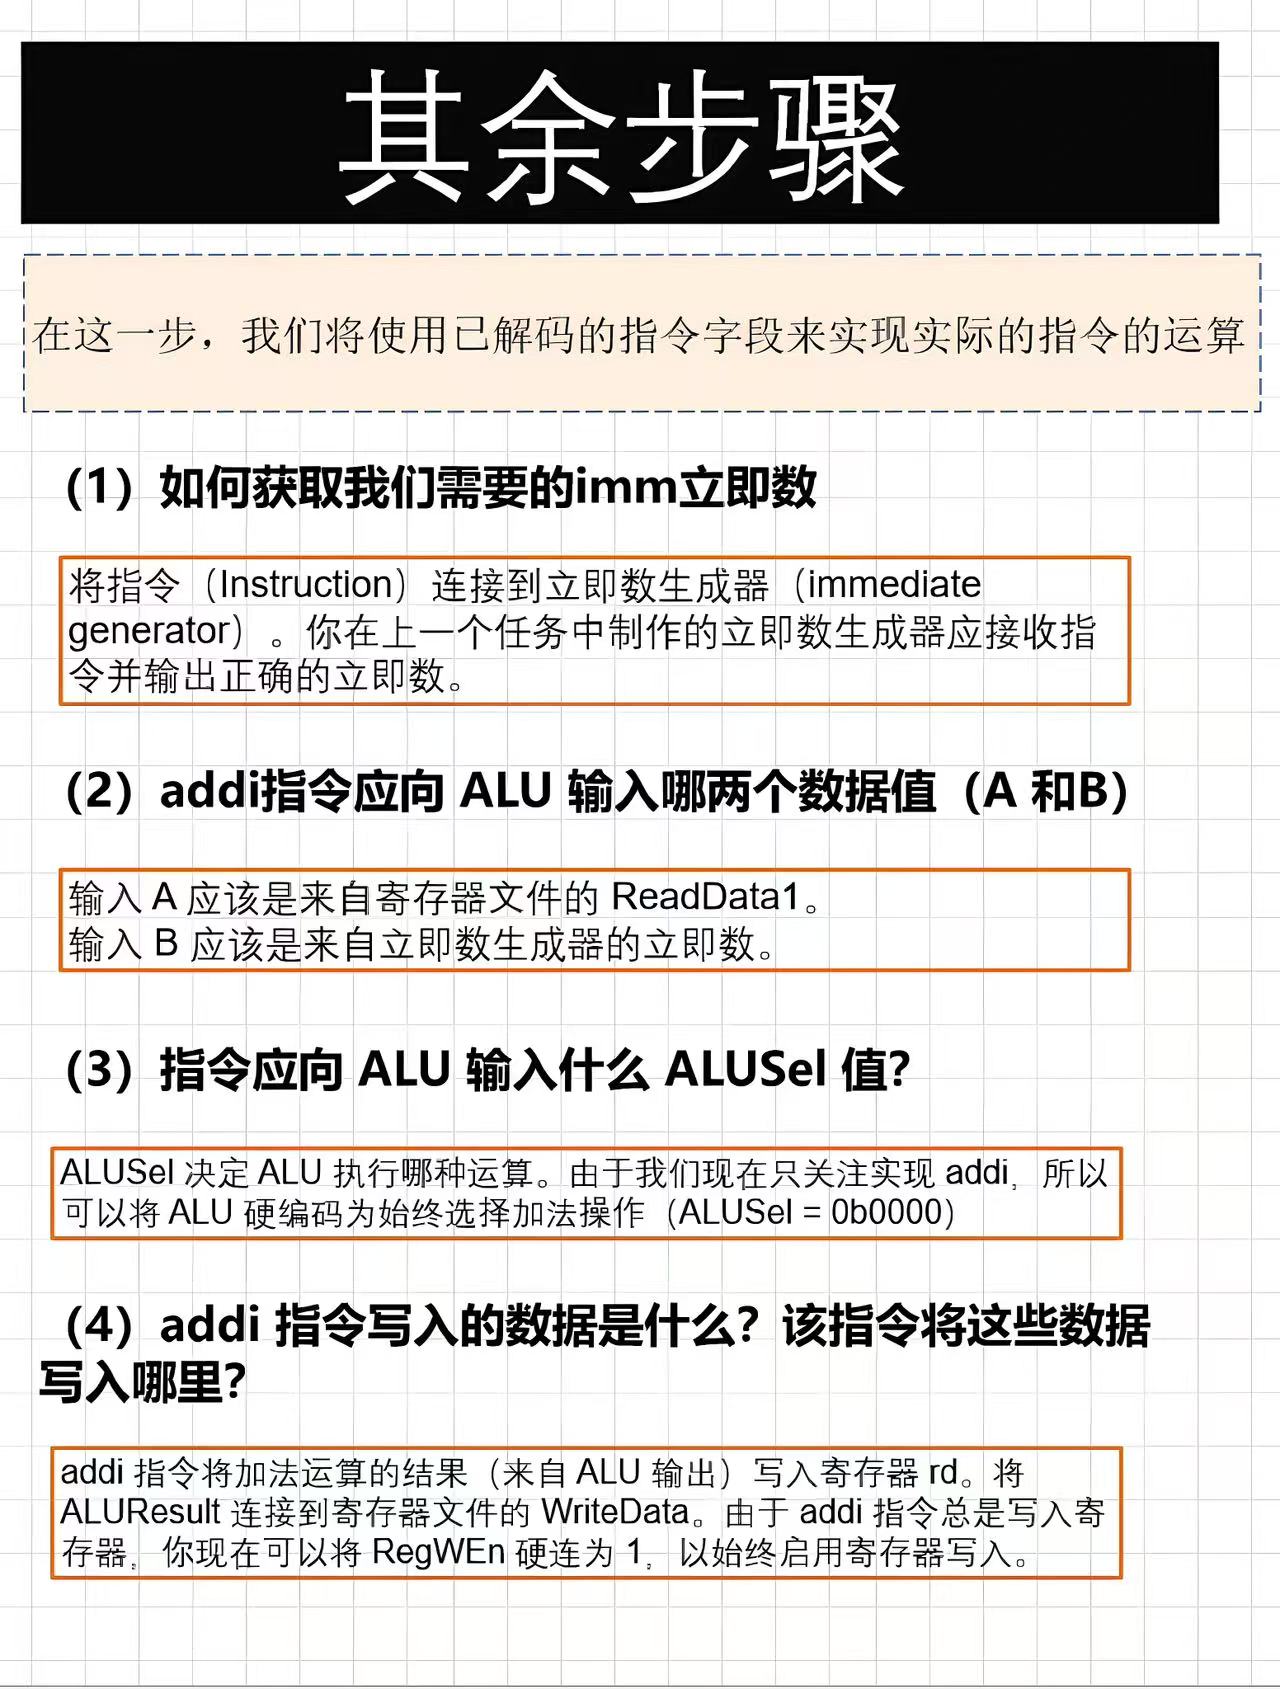 其余步骤
在这一步，我们将使用已解码的指令字段来实现实际的指令的运算
（1）如何获取我们需要的imm立即数
将指令（Instruction）连接到立即数生成器（immediate
generator）。你在上一个任务中制作的立即数生成器应接收指
令并输出正确的立即数。
（2）addi指令应向 ALU 输入哪两个数据值（A 和B）
输入 A 应该是来自寄存器文件的 ReadData1。
输入 B 应该是来自立即数生成器的立即数。
（3）指令应向 ALU 输入什么 ALUSel 值？
ALUSel 决定 ALU 执行哪种运算。由于我们现在只关注实现 addi，所以
可以将 ALU 硬编码为始终选择加法操作（ALUSel = 0b0000）
（4）addi 指令写入的数据是什么？该指令将这些数据
写入哪里？
addi 指令将加法运算的结果（来自 ALU 输出）写入寄存器 rd。将
ALUResult 连接到寄存器文件的 WriteData。由于 addi 指令总是写入寄
存器，你现在可以将 RegWEn 硬连为 1，以始终启用寄存器写入。